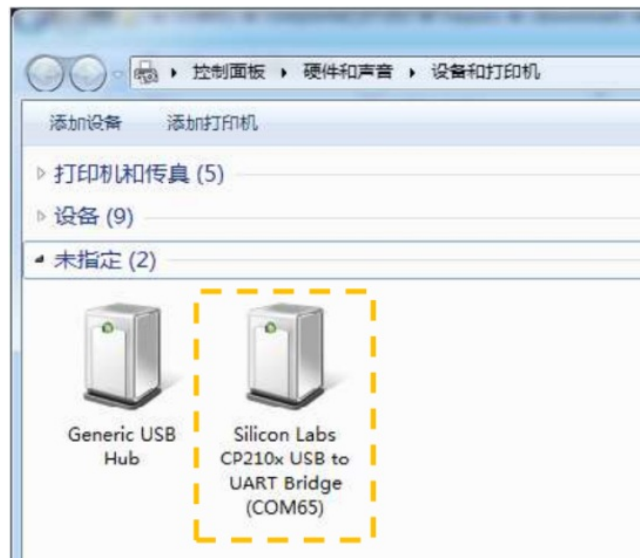 控制面板 硬件和声音 设备和打印机
添加设备 添加打印机
打印机和传真 (5)
设备 (9)
未指定 (2)
Generic USB
Hub
Silicon Labs
CP210x USB to
UART Bridge
(COM65)